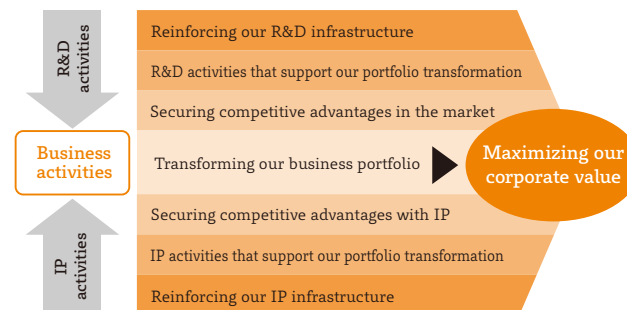 R&D
activities
Business
activities
IP
activities
Reinforcing our R&D infrastructure
R&D activities that support our portfolio transformation
Securing competitive advantages in the market
Transforming our business portfolio
Securing competitive advantages with IP
IP activities that support our portfolio transformation
Reinforcing our IP infrastructure
Maximizing our
corporate value